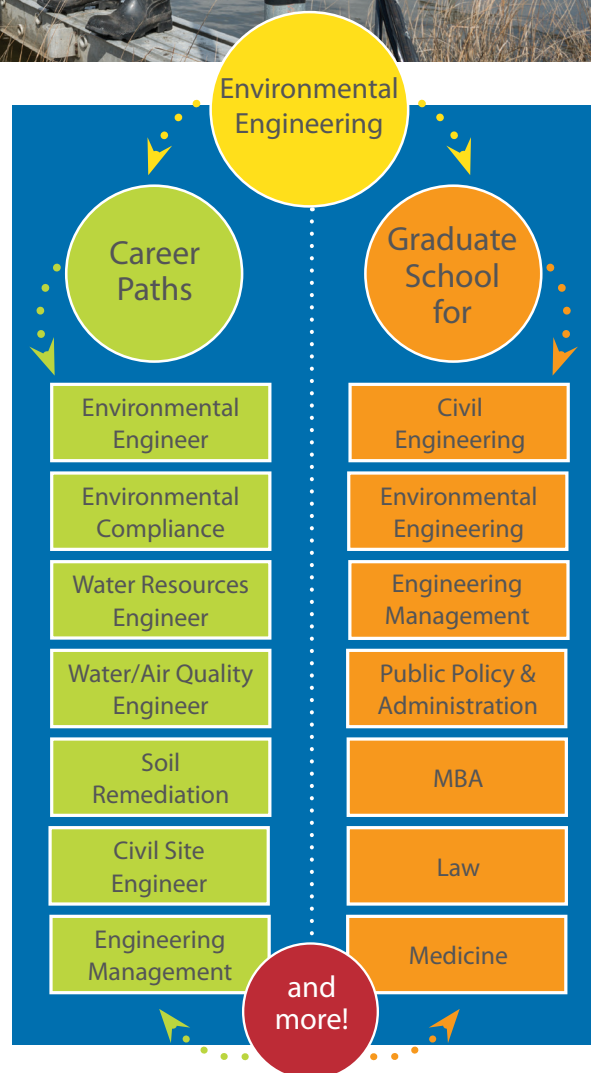 Environmental
Engineering
Career
Paths
Environmental
Engineer
Environmental
Compliance
Water Resources
Engineer
Water/Air Quality
Engineer
Soil
Remediation
Civil Site
Engineer
Engineering
Management
Graduate
School
for
Civil
Engineering
Environmental
Engineering
Engineering
Management
Public Policy &
Administration
MBA
Law
Medicine
and
more!